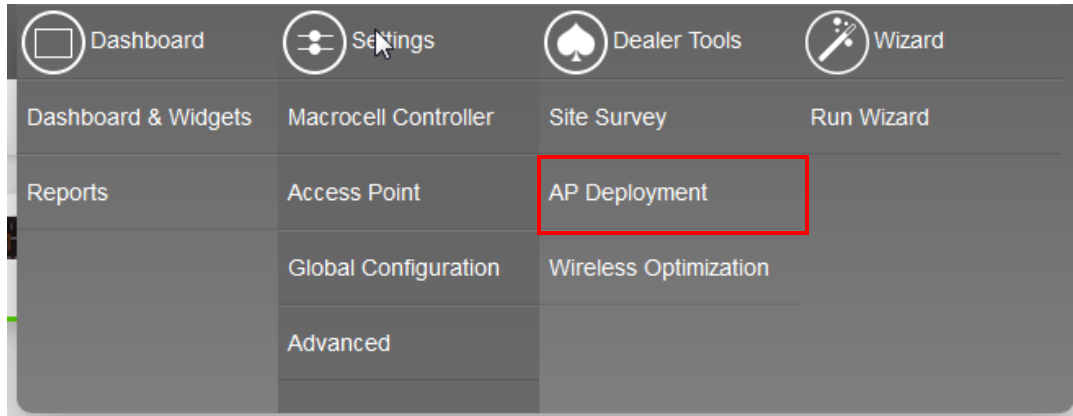 Dashboard
Settings
Dealer Tools
Wizard
Dashboard & Widgets
Macrocell Controller
Site Survey
Run Wizard
Reports
Access Point
AP Deployment
Global Configuration
Wireless Optimization
Advanced